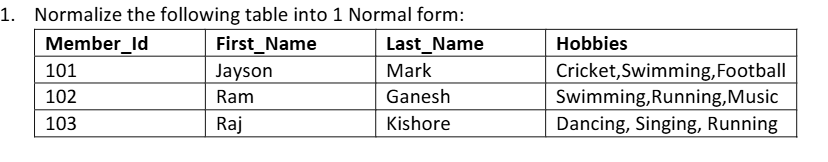 1. Normalize the following table into 1 Normal form:
Member_Id First_Name Last_Name Hobbies
101 Jayson Mark Cricket,Swimming,Football
102 Ram Ganesh Swimming,Running,Music
103 Raj Kishore Dancing, Singing, Running